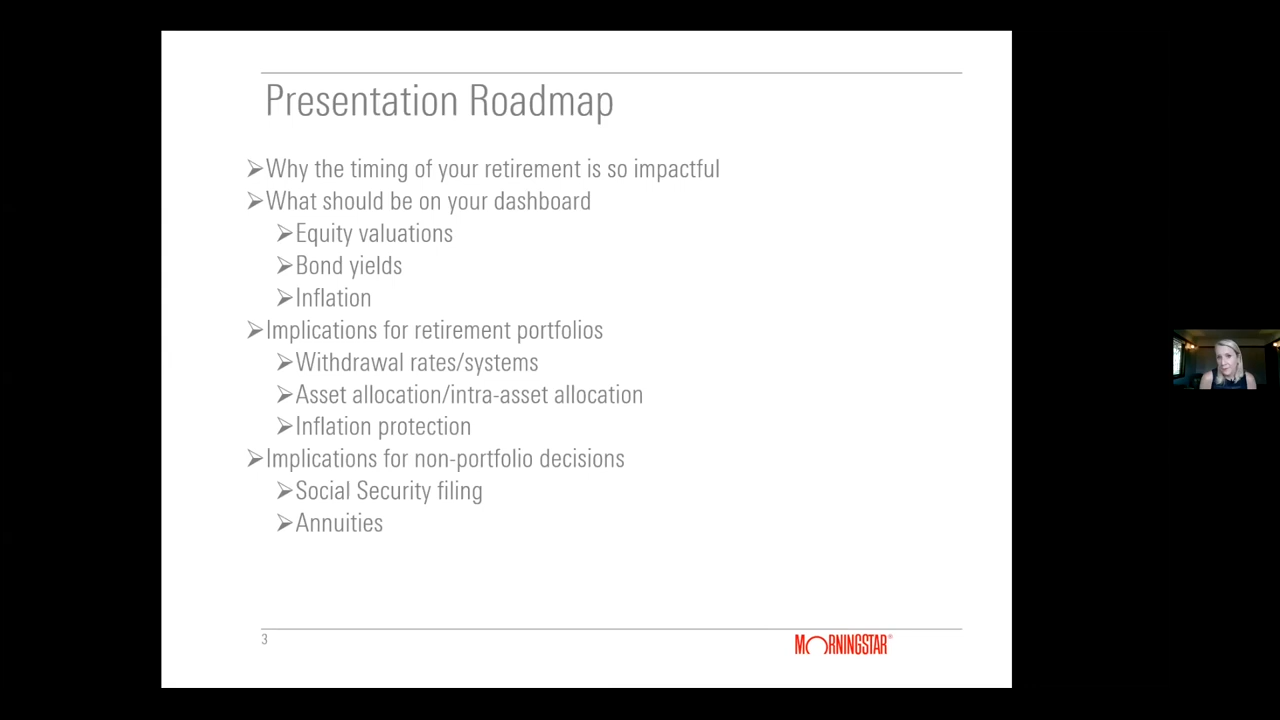 Presentation Roadmap
➢Why the timing of your retirement is so impactful
➢What should be on your dashboard
➢Equity valuations
➢Bond yields
➢Inflation
➢Implications for retirement portfolios
➢Withdrawal rates/systems
➢Asset allocation/intra-asset allocation
➢Inflation protection
➢Implications for non-portfolio decisions
➢Social Security filing
➢Annuities
3
MORNINGSTAR®